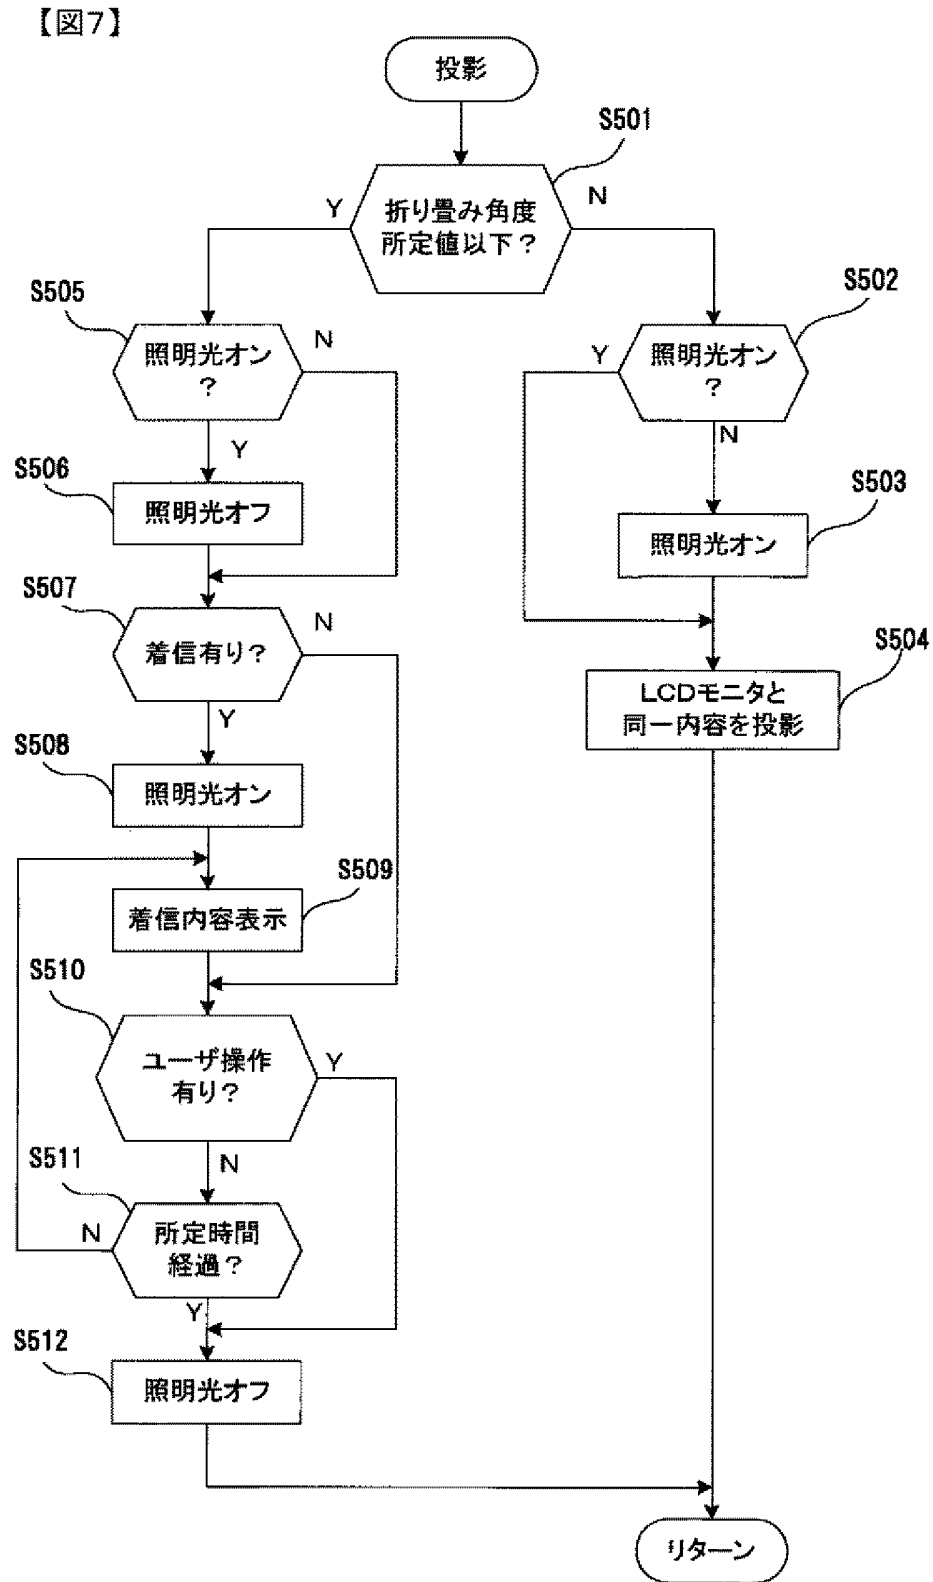 【図7】
投影
S501
折り畳み角度
所定値以下？
Y
N
S502
照明光オン
？
Y
N
S503
照明光オン
S504
LCDモニタと
同一内容を投影
S505
照明光オン
？
N
Y
S506
照明光オフ
S507
着信有り？
N
Y
S508
照明光オン
S509
着信内容表示
S510
ユーザ操作
有り？
Y
N
S511
所定時間
経過？
N
Y
S512
照明光オフ
リターン